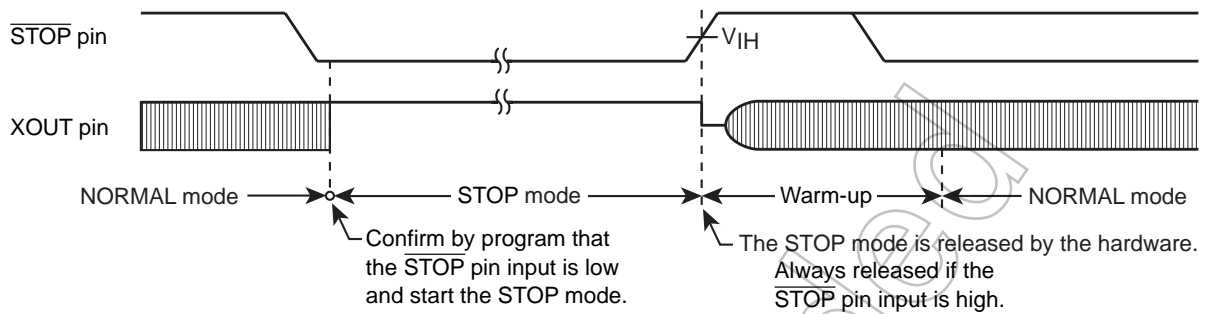 STOP pin
VIH
XOUT pin
NORMAL mode
STOP mode
Warm-up
NORMAL mode
Confirm by program that
the STOP pin input is low
and start the STOP mode.
The STOP mode is released by the hardware.
Always released if the
STOP pin input is high.